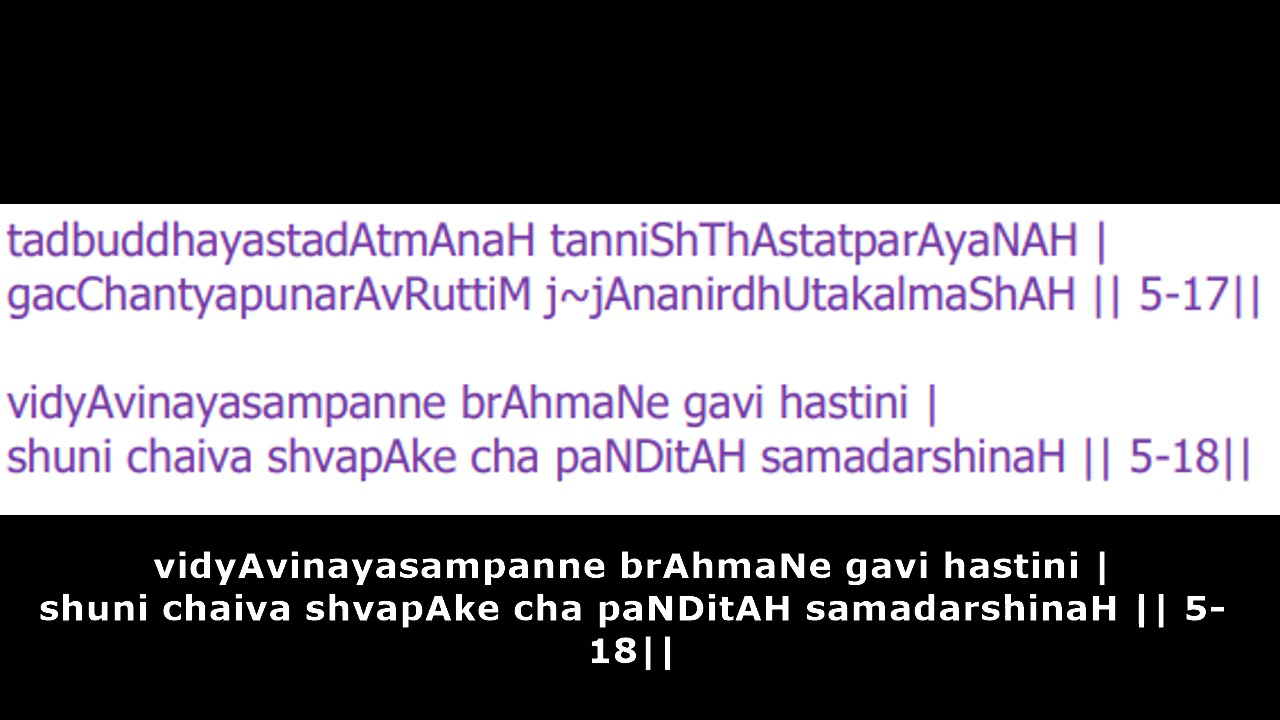 tadbuddhayastadAtmAnaH tanniShThAstatparAyaNAH |
gacChantyapunarAvRuttiM j~jAnanirdhUtakalmaShAH || 5-17||
vidyAvinayasampanne brAhmaNe gavi hastini |
shuni chaiva shvapAke cha paNDitAH samadarshinaH || 5-18||
vidyAvinayasampanne brAhmaNe gavi hastini |
shuni chaiva shvapAke cha paNDitAH samadarshinaH || 5-
18||